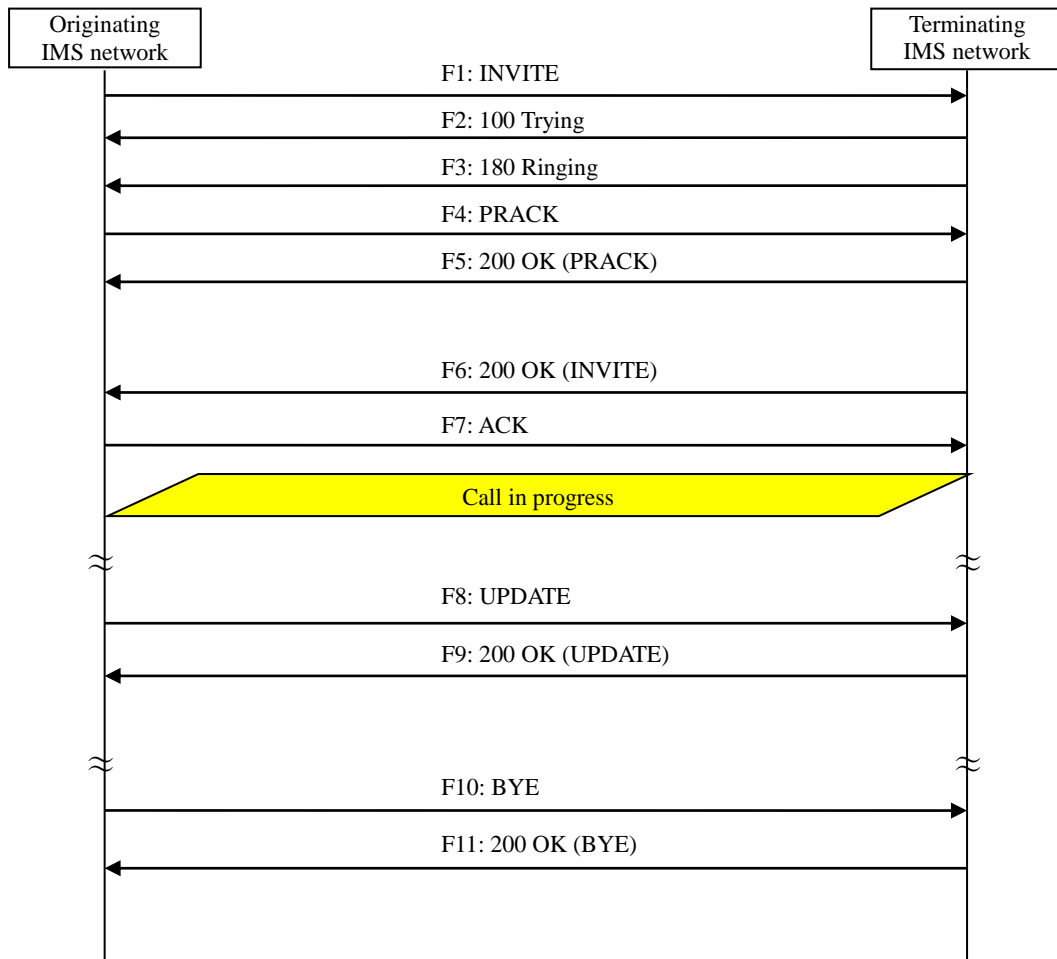 Originating
IMS network
Terminating
IMS network
F1: INVITE
F2: 100 Trying
F3: 180 Ringing
F4: PRACK
F5: 200 OK (PRACK)
F6: 200 OK (INVITE)
F7: ACK
Call in progress
F8: UPDATE
F9: 200 OK (UPDATE)
F10: BYE
F11: 200 OK (BYE)